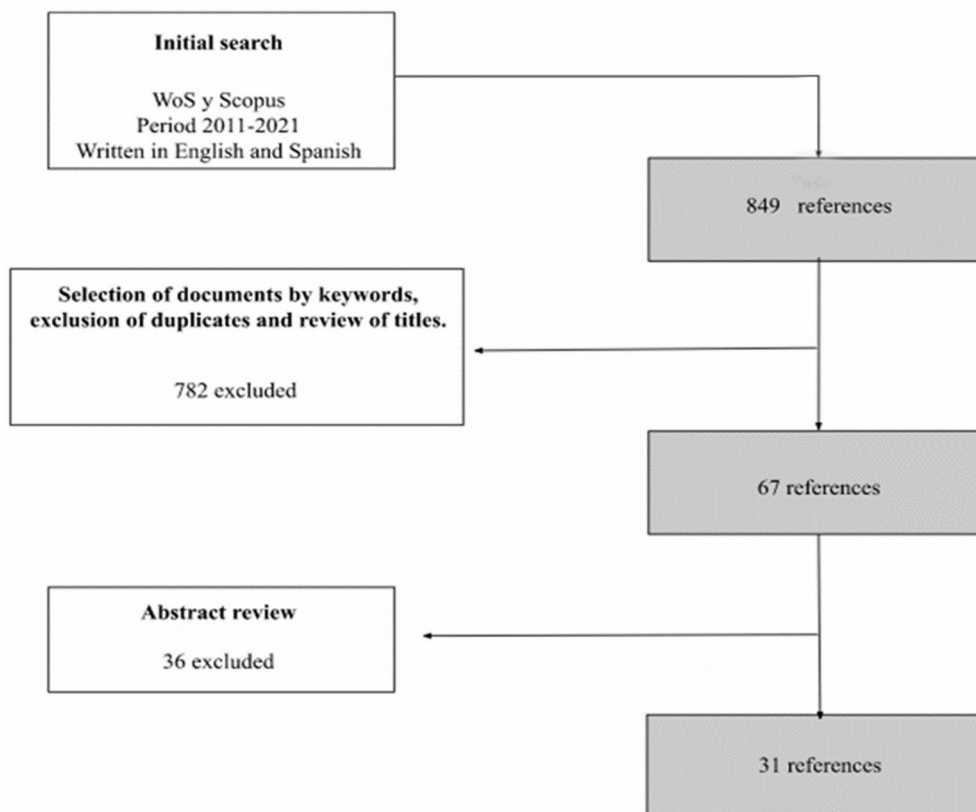 Initial search
WoS y Scopus
Period 2011-2021
Written in English and Spanish
849 references
Selection of documents by keywords,
exclusion of duplicates and review of titles.
782 excluded
67 references
Abstract review
36 excluded
31 references